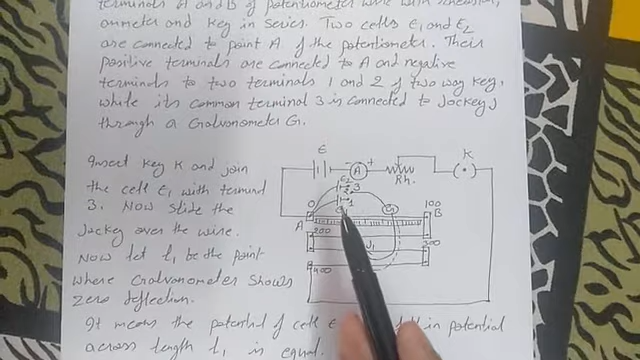 terminals A and B of potentiometer wire with rheostat,
ammeter and key in series. Two cells E1 and E2
are connected to point A of the potentiometer. Their
positive terminals are connected to A and negative
terminals to two terminals 1 and 2 of two way key,
while its common terminal 3 is connected to Jockey J
through a Galvanometer G.
Insert key K and join
the cell E1 with terminal
3. Now slide the
Jockey over the wire.
Now let l1 be the point
where Galvanometer shows
zero deflection.
It means the potential of cell E in potential
across length l1 is equal.
E
- A +
Rh.
K
E2
3
1
0
100
A
B
G
200
300
J1
400